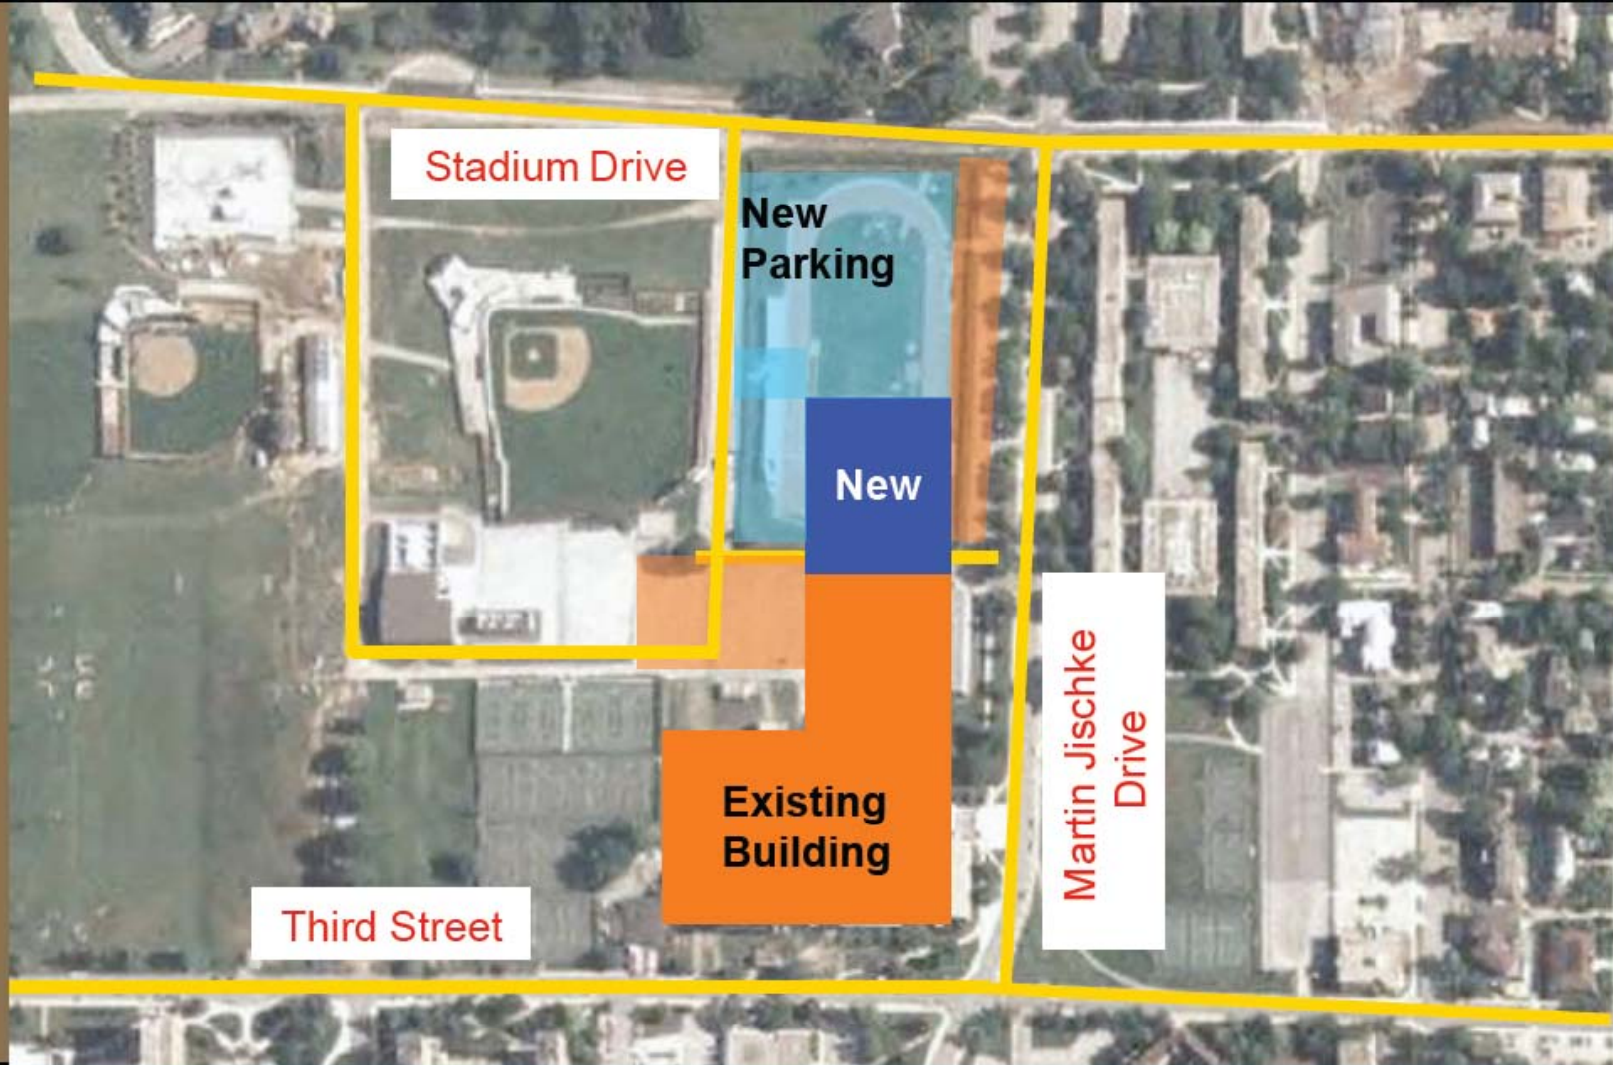 Stadium Drive
New
Parking
New
Martin Jischke
Drive
Existing
Building
Third Street